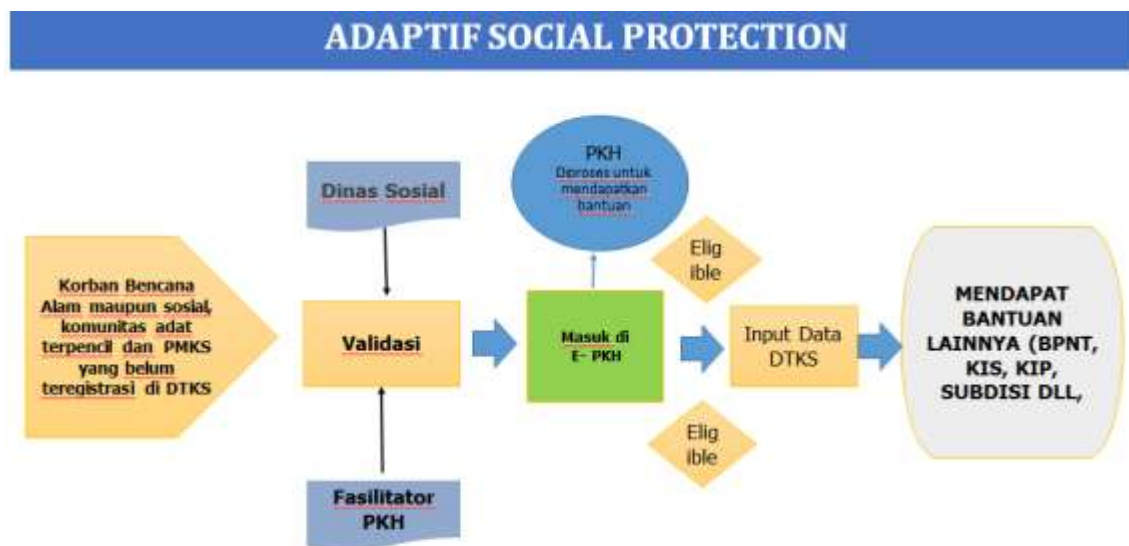 ADAPTIF SOCIAL PROTECTION
PKH
Diproses untuk
mendapatkan
bantuan
Dinas Sosial
Elig
ible
Korban Bencana
Alam maupun sosial,
komunitas adat
terpencil dan PMKS
yang belum
teregistrasi di DTKS
Validasi
Masuk di
E- PKH
Input Data
DTKS
MENDAPAT
BANTUAN
LAINNYA (BPNT,
KIS, KIP,
SUBDISI DLL,
Elig
ible
Fasilitator
PKH